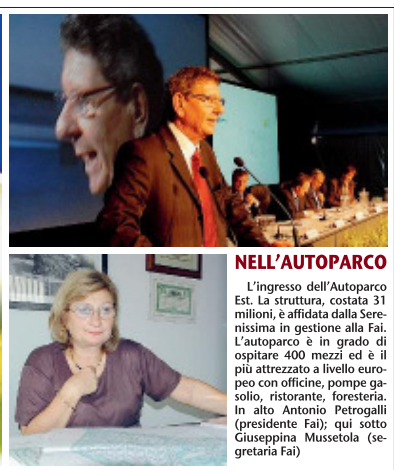 NELL'AUTOPARCO
L'ingresso dell'Autoparco
Est. La struttura, costata 31
milioni, è affidata dalla Sere-
nissima in gestione alla Fai.
L'autoparco è in grado di
ospitare 400 mezzi ed è il
più attrezzato a livello euro-
peo con officine, pompe ga-
solio, ristorante, foresteria.
In alto Antonio Petrogalli
(presidente Fai); qui sotto
Giuseppina Mussetola (se-
gretaria Fai)